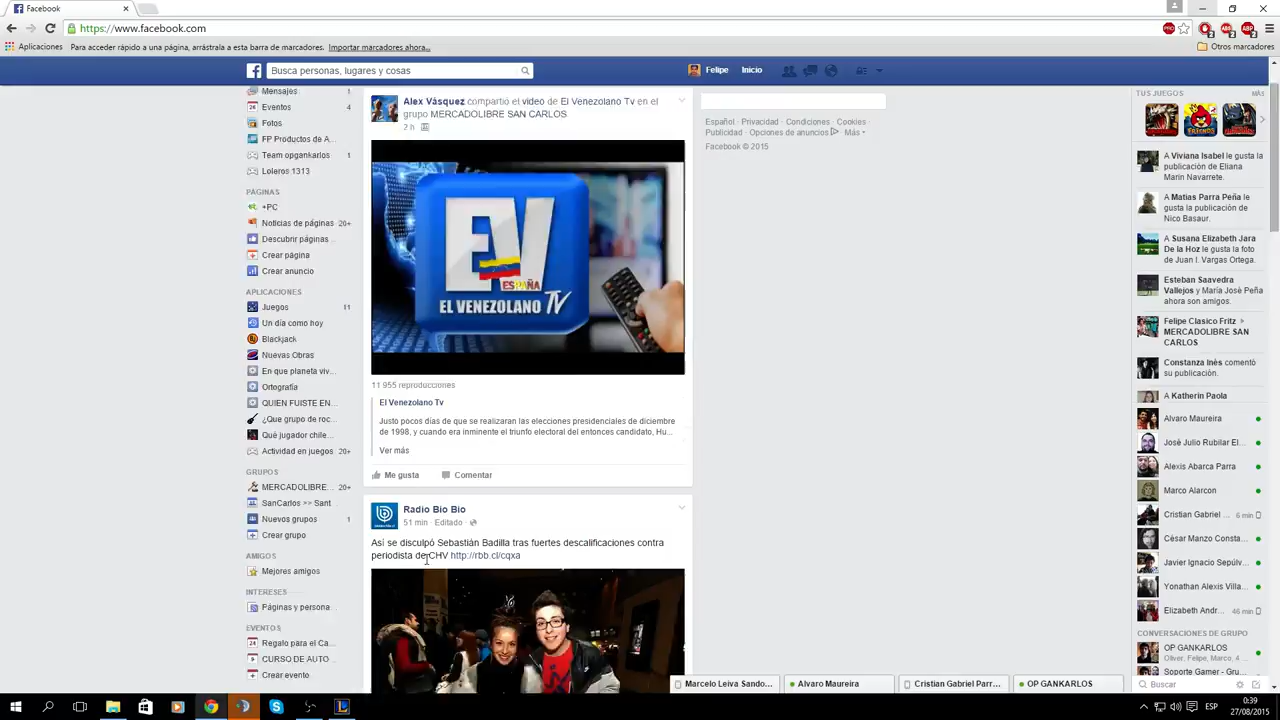 Facebook
https://www.facebook.com
Aplicaciones
Para acceder rápido a una página, arrástrala a esta barra de marcadores.
Importar marcadores ahora...
Otros marcadores
Busca personas, lugares y cosas
Felipe
Inicio
Mensajes 1
Eventos 4
Fotos
FP Productos de A...
Team opgankarlos 1
Loleros 1313
PÁGINAS
+PC
Noticias de páginas 20+
Descubrir páginas
Crear página
Crear anuncio
APLICACIONES
Juegos 11
Un día como hoy
Blackjack
Nuevas Obras
En que planeta viv...
Ortografía
QUIEN FUISTE EN...
¿Que grupo de roc...
Qué jugador chile...
Actividad en juegos 20+
GRUPOS
MERCADOLIBRE... 20+
SanCarlos >> Sant...
Nuevos grupos 1
Crear grupo
AMIGOS
Mejores amigos
INTERESES
Páginas y persona...
EVENTOS
Regalo para el Ca...
CURSO DE AUTO...
Crear evento
Alex Vásquez compartió el video de El Venezolano Tv en el
grupo MERCADOLIBRE SAN CARLOS
2 h
EV
ESPAÑA
EL VENEZOLANO TV
11 955 reproducciones
El Venezolano Tv
Justo pocos días de que se realizaran las elecciones presidenciales de diciembre
de 1998, y cuando era inminente el triunfo electoral del entonces candidato, Hu...
Ver más
Me gusta
Comentar
Radio Bio Bio
51 min · Editado ·
Así se disculpó Sebastián Badilla tras fuertes descalificaciones contra
periodista de CHV http://rbb.cl/cqxa
Español · Privacidad · Condiciones · Cookies ·
Publicidad · Opciones de anuncios · Más
Facebook © 2015
TUS JUEGOS
MÁS
A Viviana Isabel le gusta la
publicación de Eliana
Marin Navarrete.
A Matias Parra Peña le
gusta la publicación de
Nico Basaur.
A Susana Elizabeth Jara
De la Hoz le gusta la foto
de Juan I. Vargas Ortega.
Esteban Saavedra
Vallejos y María José Peña
ahora son amigos.
Felipe Clasico Fritz
MERCADOLIBRE SAN
CARLOS
Constanza Inés comentó
su publicación.
A Katherin Paola
Alvaro Maureira
José Julio Rubilar El...
Alexis Abarca Parra
Marco Alarcon
Cristian Gabriel ... 6 min
César Manzo Consta...
Javier Ignacio Sepúlv...
Yonathan Alexis Villa...
Elizabeth Andr... 46 min
CONVERSACIONES DE GRUPO
OP GANKARLOS
Oliver, Felipe, Marco, 4 ...
Soporte Gamer - Gru...
Buscar
Marcelo Leiva Sando...
Alvaro Maureira
Cristian Gabriel Parr...
OP GANKARLOS
ESP
0:39
27/08/2015